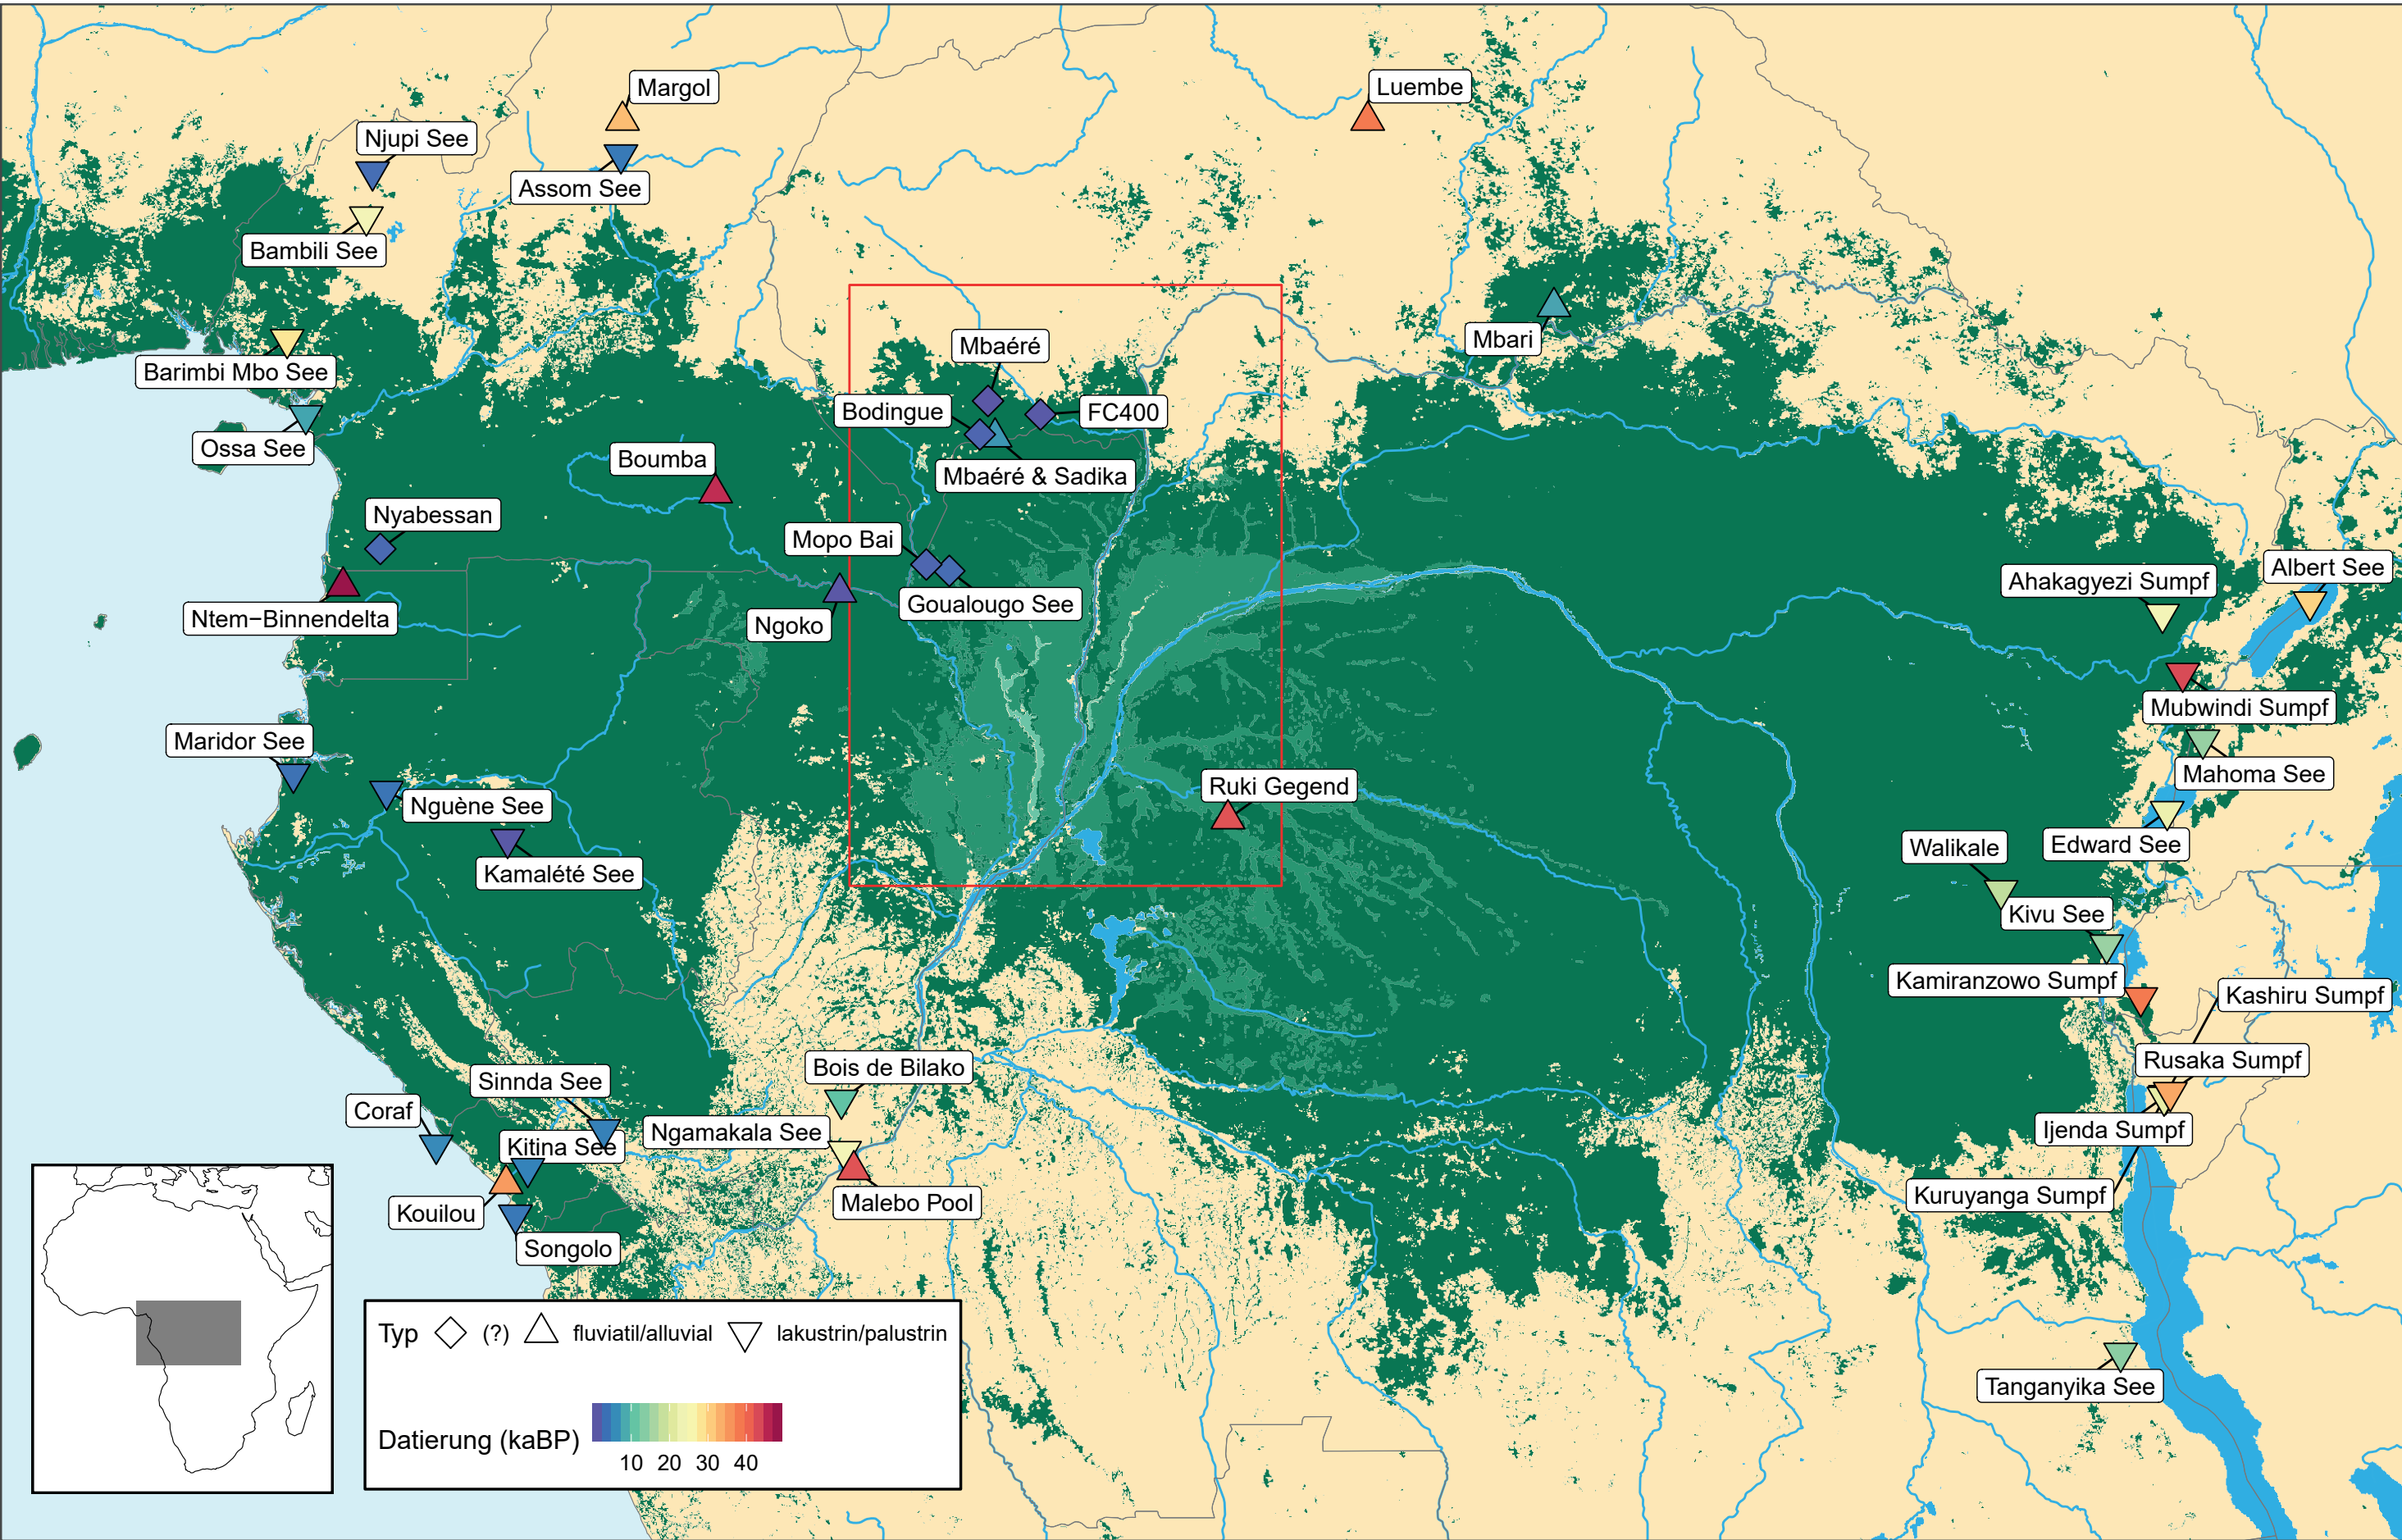 Margol
Luembe
Njupi See
Assom See
Bambili See
Mbari
Mbaéré
Barimbi Mbo See
Bodingue
FC400
Ossa See
Boumba
Mbaéré & Sadika
Nyabessan
Mopo Bai
Albert See
Ahakagyezi Sumpf
Goualougo See
Ntem−Binnendelta
Ngoko
Mubwindi Sumpf
Maridor See
Mahoma See
Ruki Gegend
Nguène See
Edward See
Walikale
Kamalété See
Kivu See
Kamiranzowo Sumpf
Kashiru Sumpf
Rusaka Sumpf
Bois de Bilako
Sinnda See
Coraf
Ngamakala See
Ijenda Sumpf
Kitina See
Kuruyanga Sumpf
Malebo Pool
Kouilou
Songolo
Tanganyika See
Typ (?) fluviatil/alluvial lakustrin/palustrin
Datierung (kaBP)
10 20 30 40